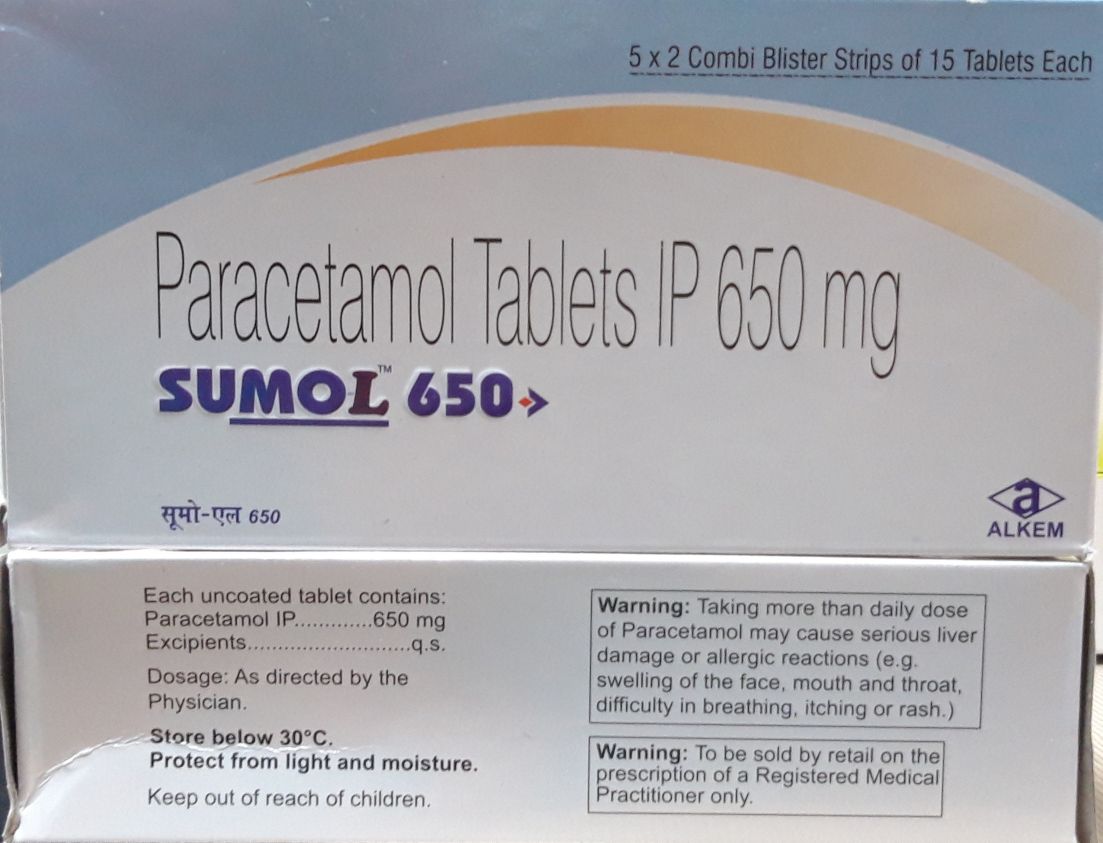 5 x 2 Combi Blister Strips of 15 Tablets Each
Paracetamol Tablets IP 650 mg
SUMOL™ 650
सूमो-एल 650
a
ALKEM
Each uncoated tablet contains:
Paracetamol IP.............650 mg
Excipients...........................q.s.
Dosage: As directed by the
Physician.
Store below 30°C.
Protect from light and moisture.
Keep out of reach of children.
Warning: Taking more than daily dose
of Paracetamol may cause serious liver
damage or allergic reactions (e.g.
swelling of the face, mouth and throat,
difficulty in breathing, itching or rash.)
Warning: To be sold by retail on the
prescription of a Registered Medical
Practitioner only.